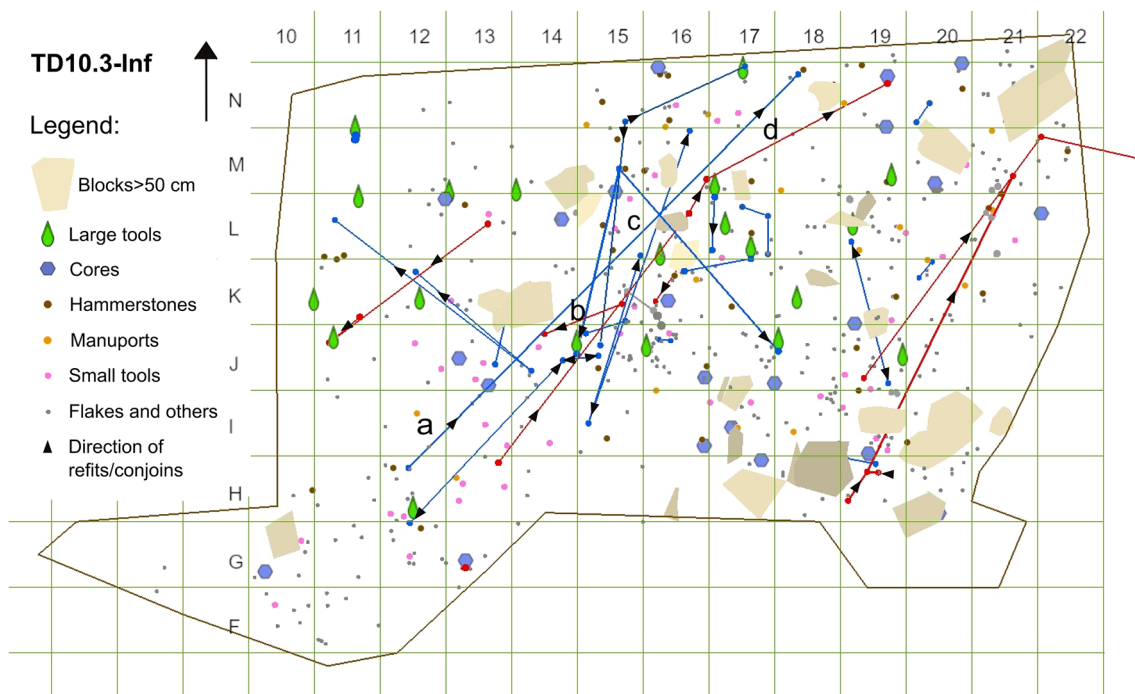 10 11 12 13 14 15 16 17 18 19 20 21 22
TD10.3-Inf
N
Legend:
d
M
Blocks>50 cm
c
L
Large tools
Cores
K
Hammerstones
b
Manuports
J
Small tools
Flakes and others
a
I
Direction of
refits/conjoins
H
G
F